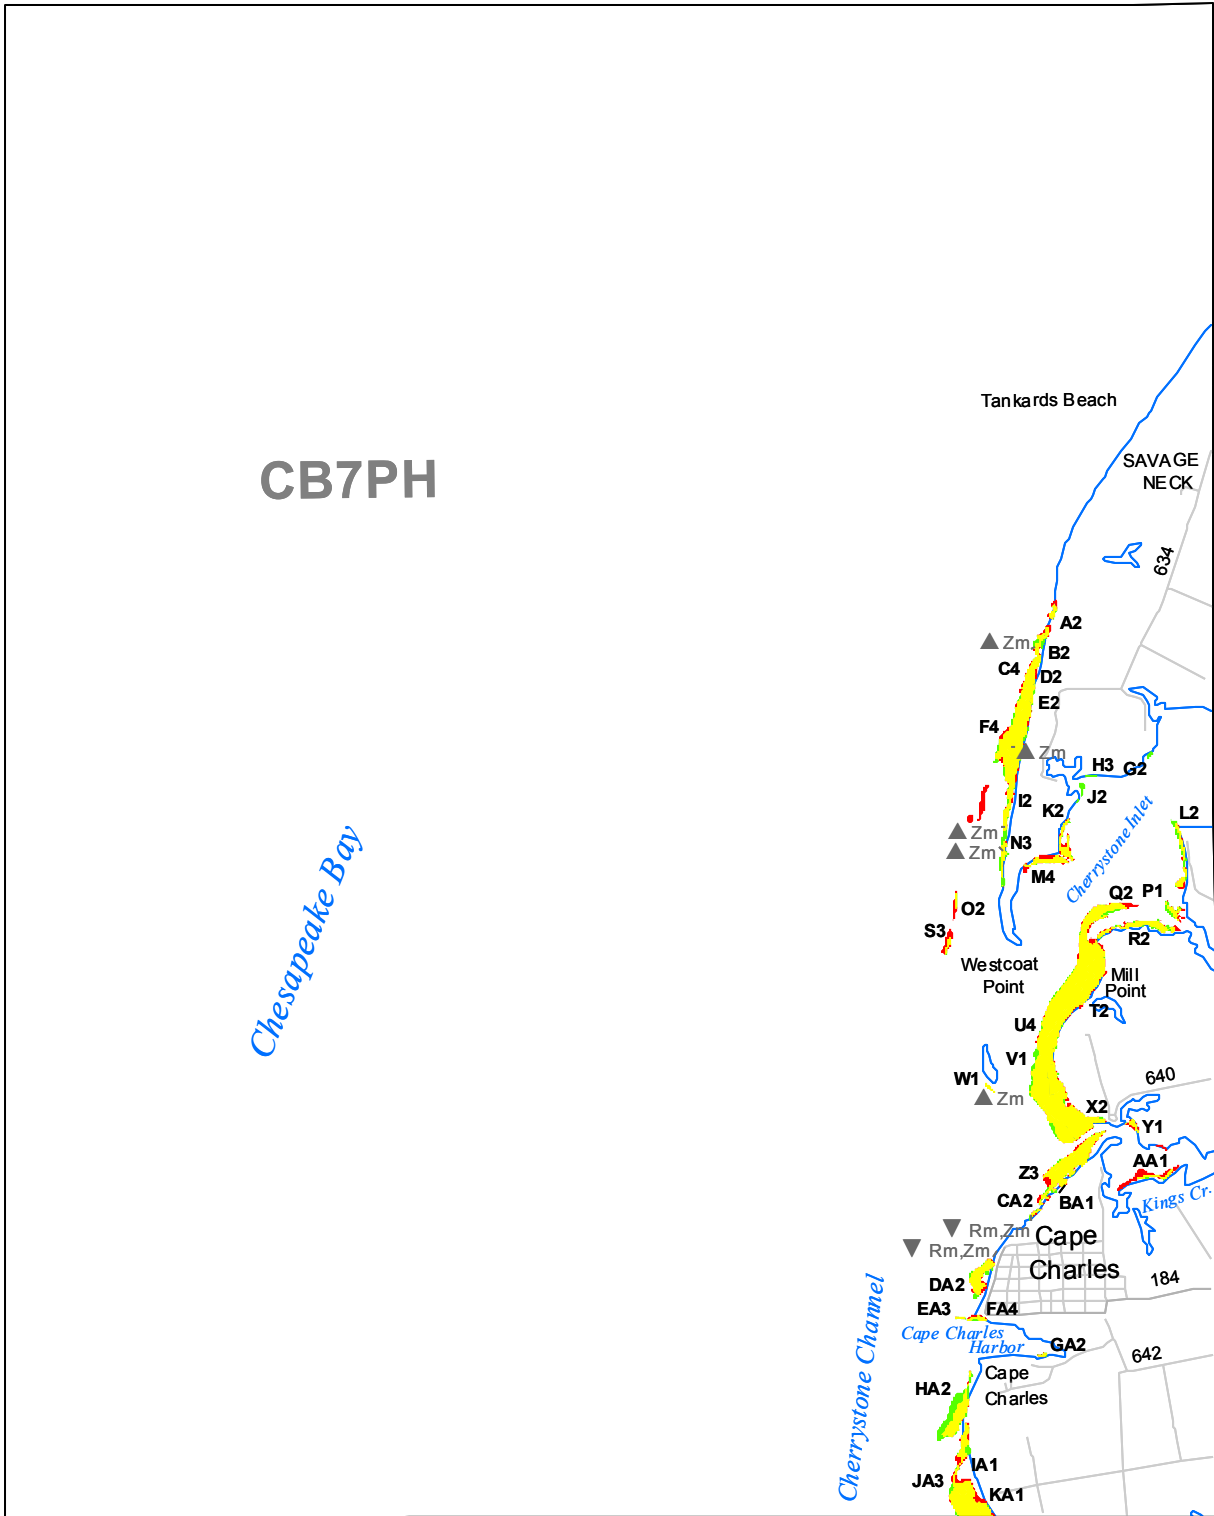 Tankards Beach
SAVAGE
NECK
CB7PH
634
A2
Zm
B2
C4
D2
E2
F4
Zm
H3
G2
I2
J2
K2
L2
Zm
N3
Zm
M4
Cherrystone Inlet
Q2
P1
O2
S3
R2
Westcoat
Point
Mill
Point
T2
U4
V1
W1
Zm
640
X2
Y1
Chesapeake Bay
Z3
AA1
CA2
BA1
Kings Cr.
Rm,Zm
Rm,Zm
Cape
Charles
184
DA2
EA3
FA4
Cape Charles
Harbor
GA2
642
Cape
Charles
HA2
Cherrystone Channel
IA1
JA3
KA1